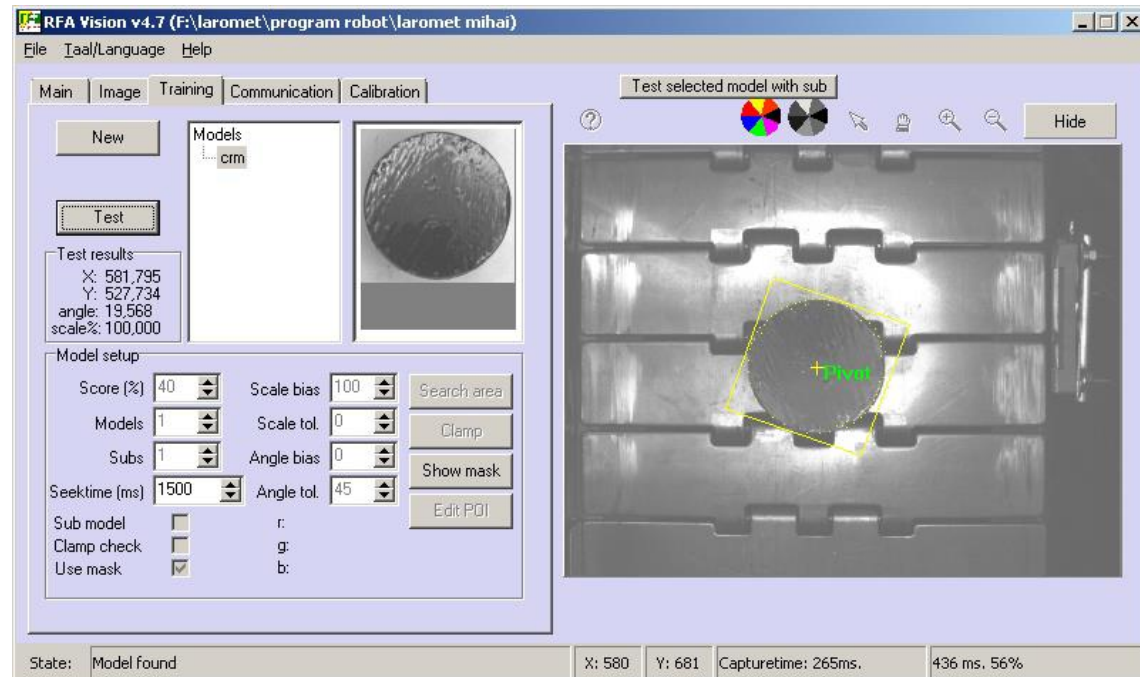 RFA Vision v4.7 (F:\laromet\program robot\laromet mihai)
File Taal/Language Help
Main Image Training Communication Calibration
Test selected model with sub
New
Models
crm
Hide
Test
Test results
X: 581,795
Y: 527,734
angle: 19,568
scale%: 100,000
Pivot
Model setup
Score (%) 40 Scale bias 100 Search area
Models 1 Scale tol. 0 Clamp
Subs 1 Angle bias 0 Show mask
Seektime (ms) 1500 Angle tol. 45 Edit POI
Sub model r:
Clamp check g:
Use mask b:
State: Model found X: 580 Y: 681 Capturetime: 265ms. 436 ms. 56%